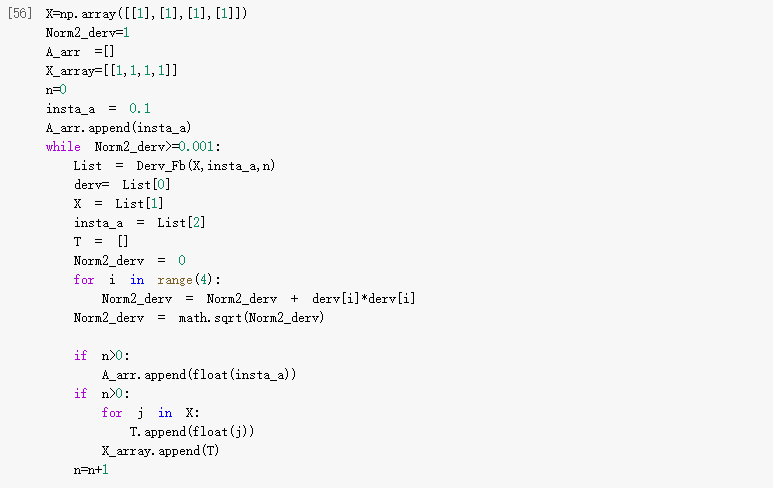 [56] X=np.array([[1],[1],[1],[1]])
Norm2_derv=1
A_arr =[]
X_array=[[1,1,1,1]]
n=0
insta_a = 0.1
A_arr.append(insta_a)
while Norm2_derv>=0.001:
    List = Derv_Fb(X,insta_a,n)
    derv= List[0]
    X = List[1]
    insta_a = List[2]
    T = []
    Norm2_derv = 0
    for i in range(4):
        Norm2_derv = Norm2_derv + derv[i]*derv[i]
    Norm2_derv = math.sqrt(Norm2_derv)
    if n>0:
        A_arr.append(float(insta_a))
    if n>0:
        for j in X:
            T.append(float(j))
        X_array.append(T)
    n=n+1